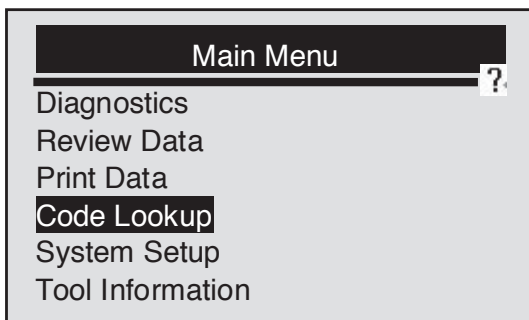 Main Menu
?
Diagnostics
Review Data
Print Data
Code Lookup
System Setup
Tool Information